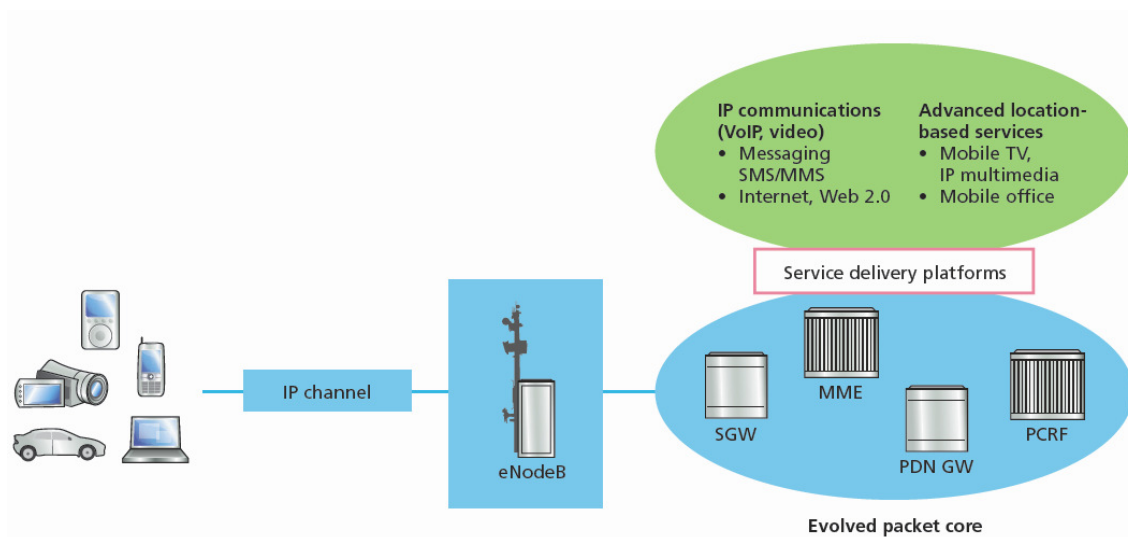 IP communications
(VoIP, video)
• Messaging
SMS/MMS
• Internet, Web 2.0
Advanced location-
based services
• Mobile TV,
IP multimedia
• Mobile office
Service delivery platforms
IP channel
eNodeB
SGW
MME
PDN GW
PCRF
Evolved packet core